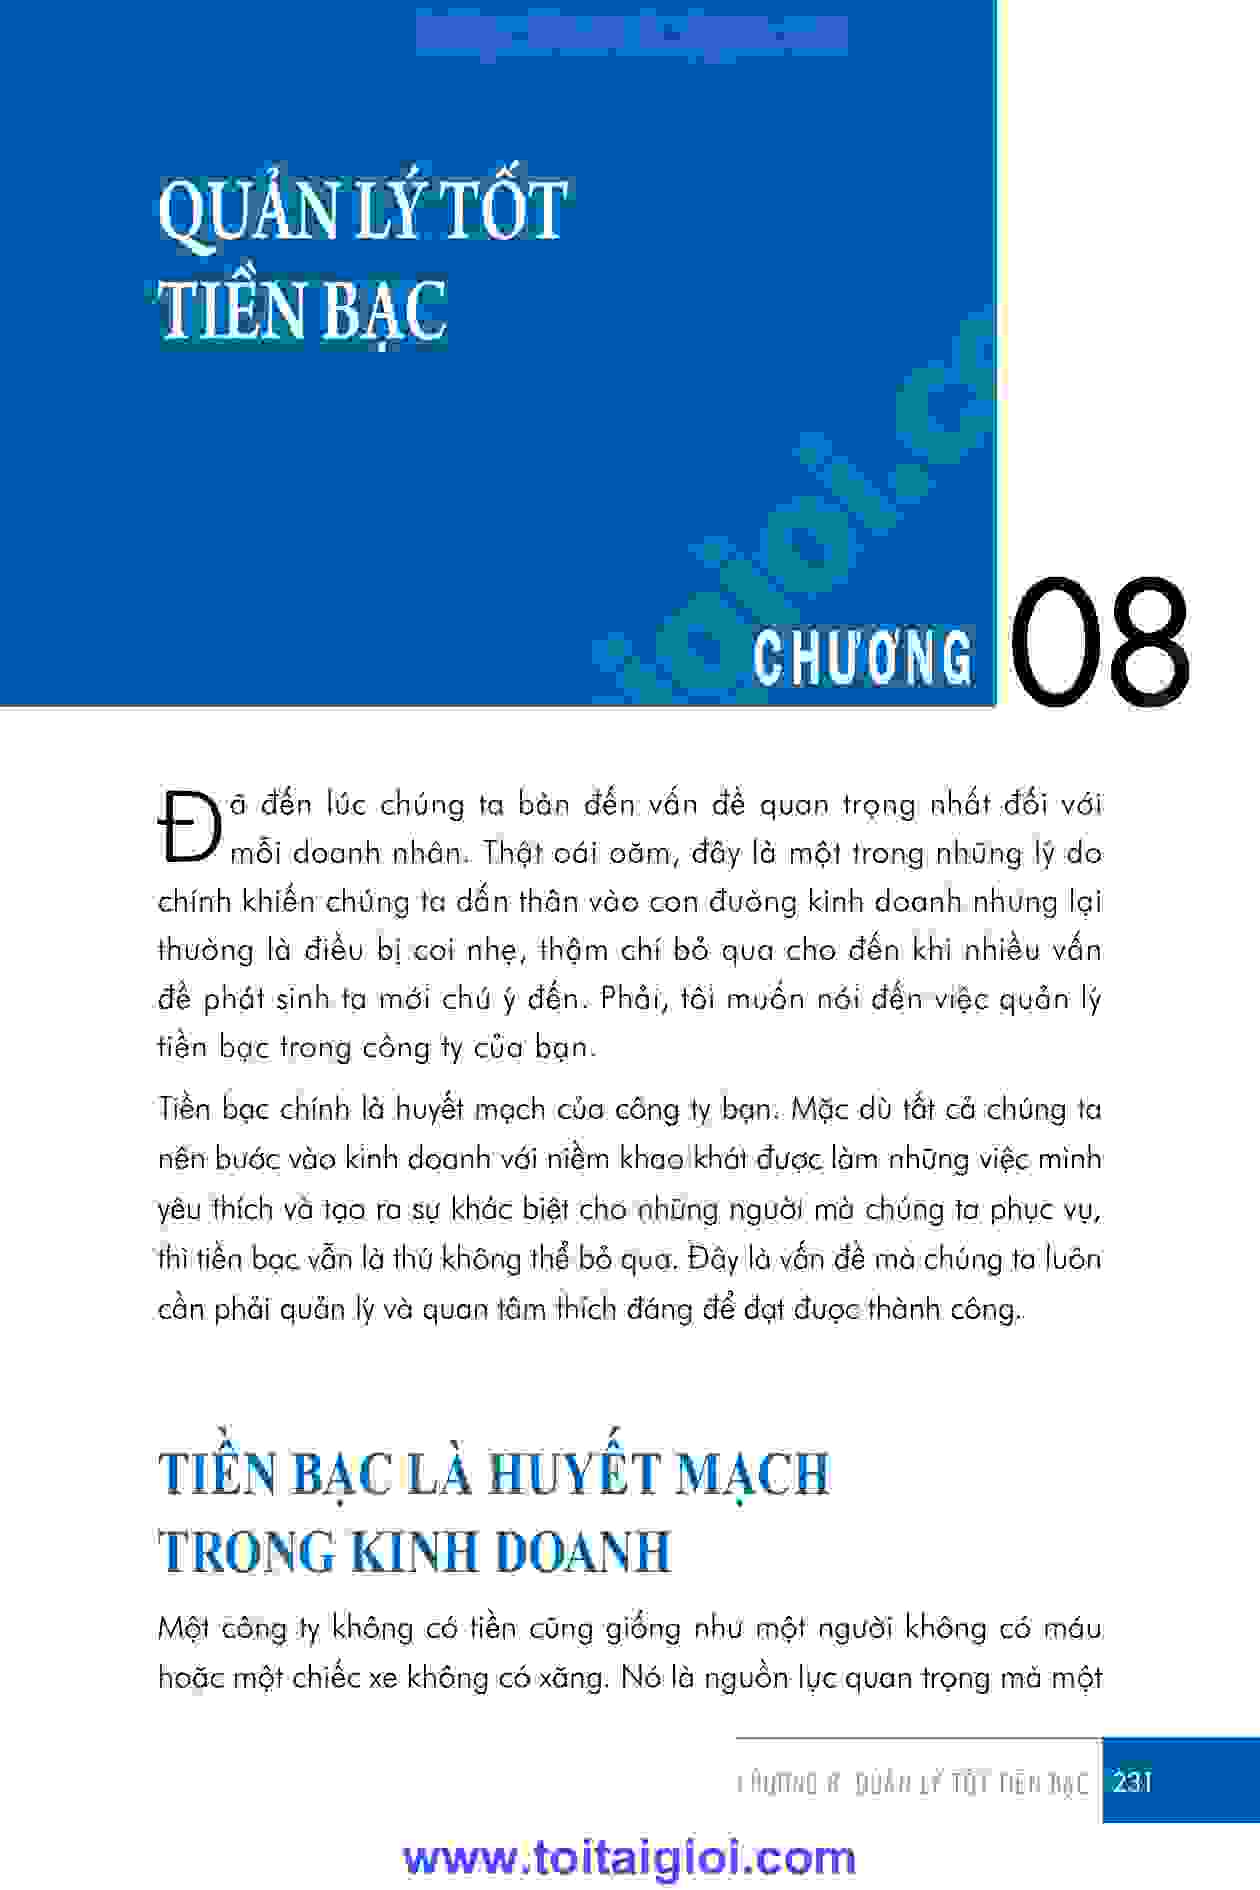 QUẢN LÝ TỐT
TIỀN BẠC
CHƯƠNG 08
Đã đến lúc chúng ta bàn đến vấn đề quan trọng nhất đối với
mỗi doanh nhân. Thật oái oăm, đây là một trong những lý do
chính khiến chúng ta dấn thân vào con đường kinh doanh nhưng lại
thường là điều bị coi nhẹ, thậm chí bỏ qua cho đến khi nhiều vấn
đề phát sinh ta mới chú ý đến. Phải, tôi muốn nói đến việc quản lý
tiền bạc trong công ty của bạn.
Tiền bạc chính là huyết mạch của công ty bạn. Mặc dù tất cả chúng ta
nên bước vào kinh doanh với niềm khao khát được làm những việc mình
yêu thích và tạo ra sự khác biệt cho những người mà chúng ta phục vụ,
thì tiền bạc vẫn là thứ không thể bỏ qua. Đây là vấn đề mà chúng ta luôn
cần phải quản lý và quan tâm thích đáng để đạt được thành công.
TIỀN BẠC LÀ HUYẾT MẠCH
TRONG KINH DOANH
Một công ty không có tiền cũng giống như một người không có máu
hoặc một chiếc xe không có xăng. Nó là nguồn lực quan trọng mà một
CHƯƠNG 8. QUẢN LÝ TỐT TIỀN BẠC 231
www.toitaigioi.com